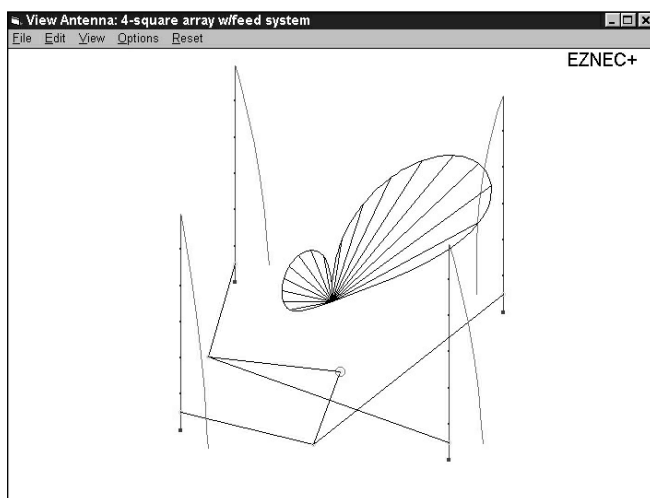 View Antenna: 4-square array w/feed system
File Edit View Options Reset
EZNEC+